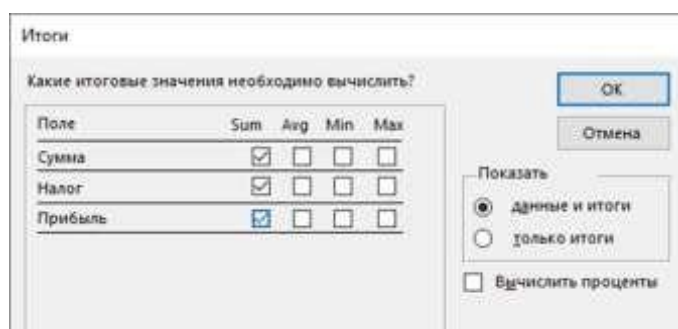 Итоги
Какие итоговые значения необходимо вычислить?
Поле Sum Avg Min Max
Сумма
Налог
Прибыль
ОК
Отмена
Показать
данные и итоги
только итоги
Вычислить проценты